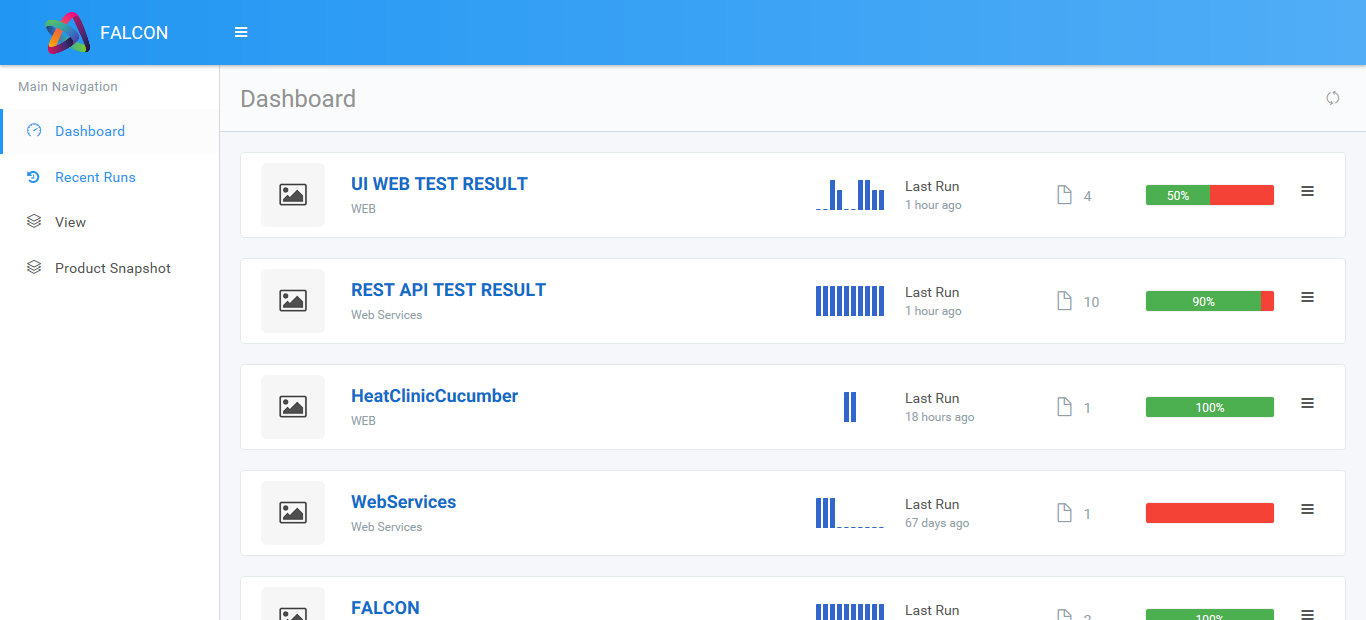 FALCON
Main Navigation
Dashboard
Recent Runs
View
Product Snapshot
Dashboard
UI WEB TEST RESULT
WEB
Last Run
1 hour ago
4
50%
REST API TEST RESULT
Web Services
Last Run
1 hour ago
10
90%
HeatClinicCucumber
WEB
Last Run
18 hours ago
1
100%
WebServices
Web Services
Last Run
67 days ago
1
FALCON
Last Run
2
100%